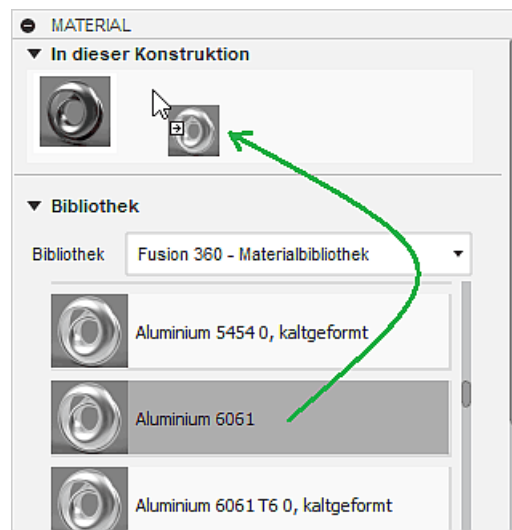 MATERIAL
In dieser Konstruktion
Bibliothek
Bibliothek Fusion 360 - Materialbibliothek
Aluminium 5454 0, kaltgeformt
Aluminium 6061
Aluminium 6061 T6 0, kaltgeformt